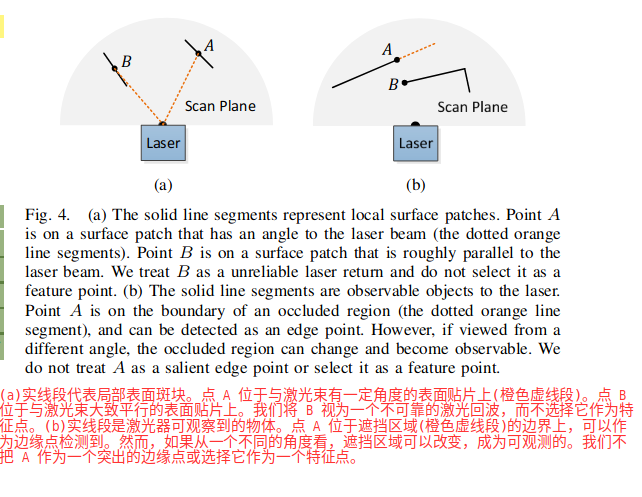 A
B
Scan Plane
Laser
(a)
A
B
Scan Plane
Laser
(b)
Fig. 4. (a) The solid line segments represent local surface patches. Point A
is on a surface patch that has an angle to the laser beam (the dotted orange
line segments). Point B is on a surface patch that is roughly parallel to the
laser beam. We treat B as a unreliable laser return and do not select it as a
feature point. (b) The solid line segments are observable objects to the laser.
Point A is on the boundary of an occluded region (the dotted orange line
segment), and can be detected as an edge point. However, if viewed from a
different angle, the occluded region can change and become observable. We
do not treat A as a salient edge point or select it as a feature point.
(a)实线段代表局部表面斑块。点 A 位于与激光束有一定角度的表面贴片上(橙色虚线段)。点 B
位于与激光束大致平行的表面贴片上。我们将 B 视为一个不可靠的激光回波，而不选择它作为特
征点。(b)实线段是激光器可观察到的物体。点 A 位于遮挡区域(橙色虚线段)的边界上，可以作
为边缘点检测到。然而，如果从一个不同的角度看，遮挡区域可以改变，成为可观测的。我们不
把 A 作为一个突出的边缘点或选择它作为一个特征点。